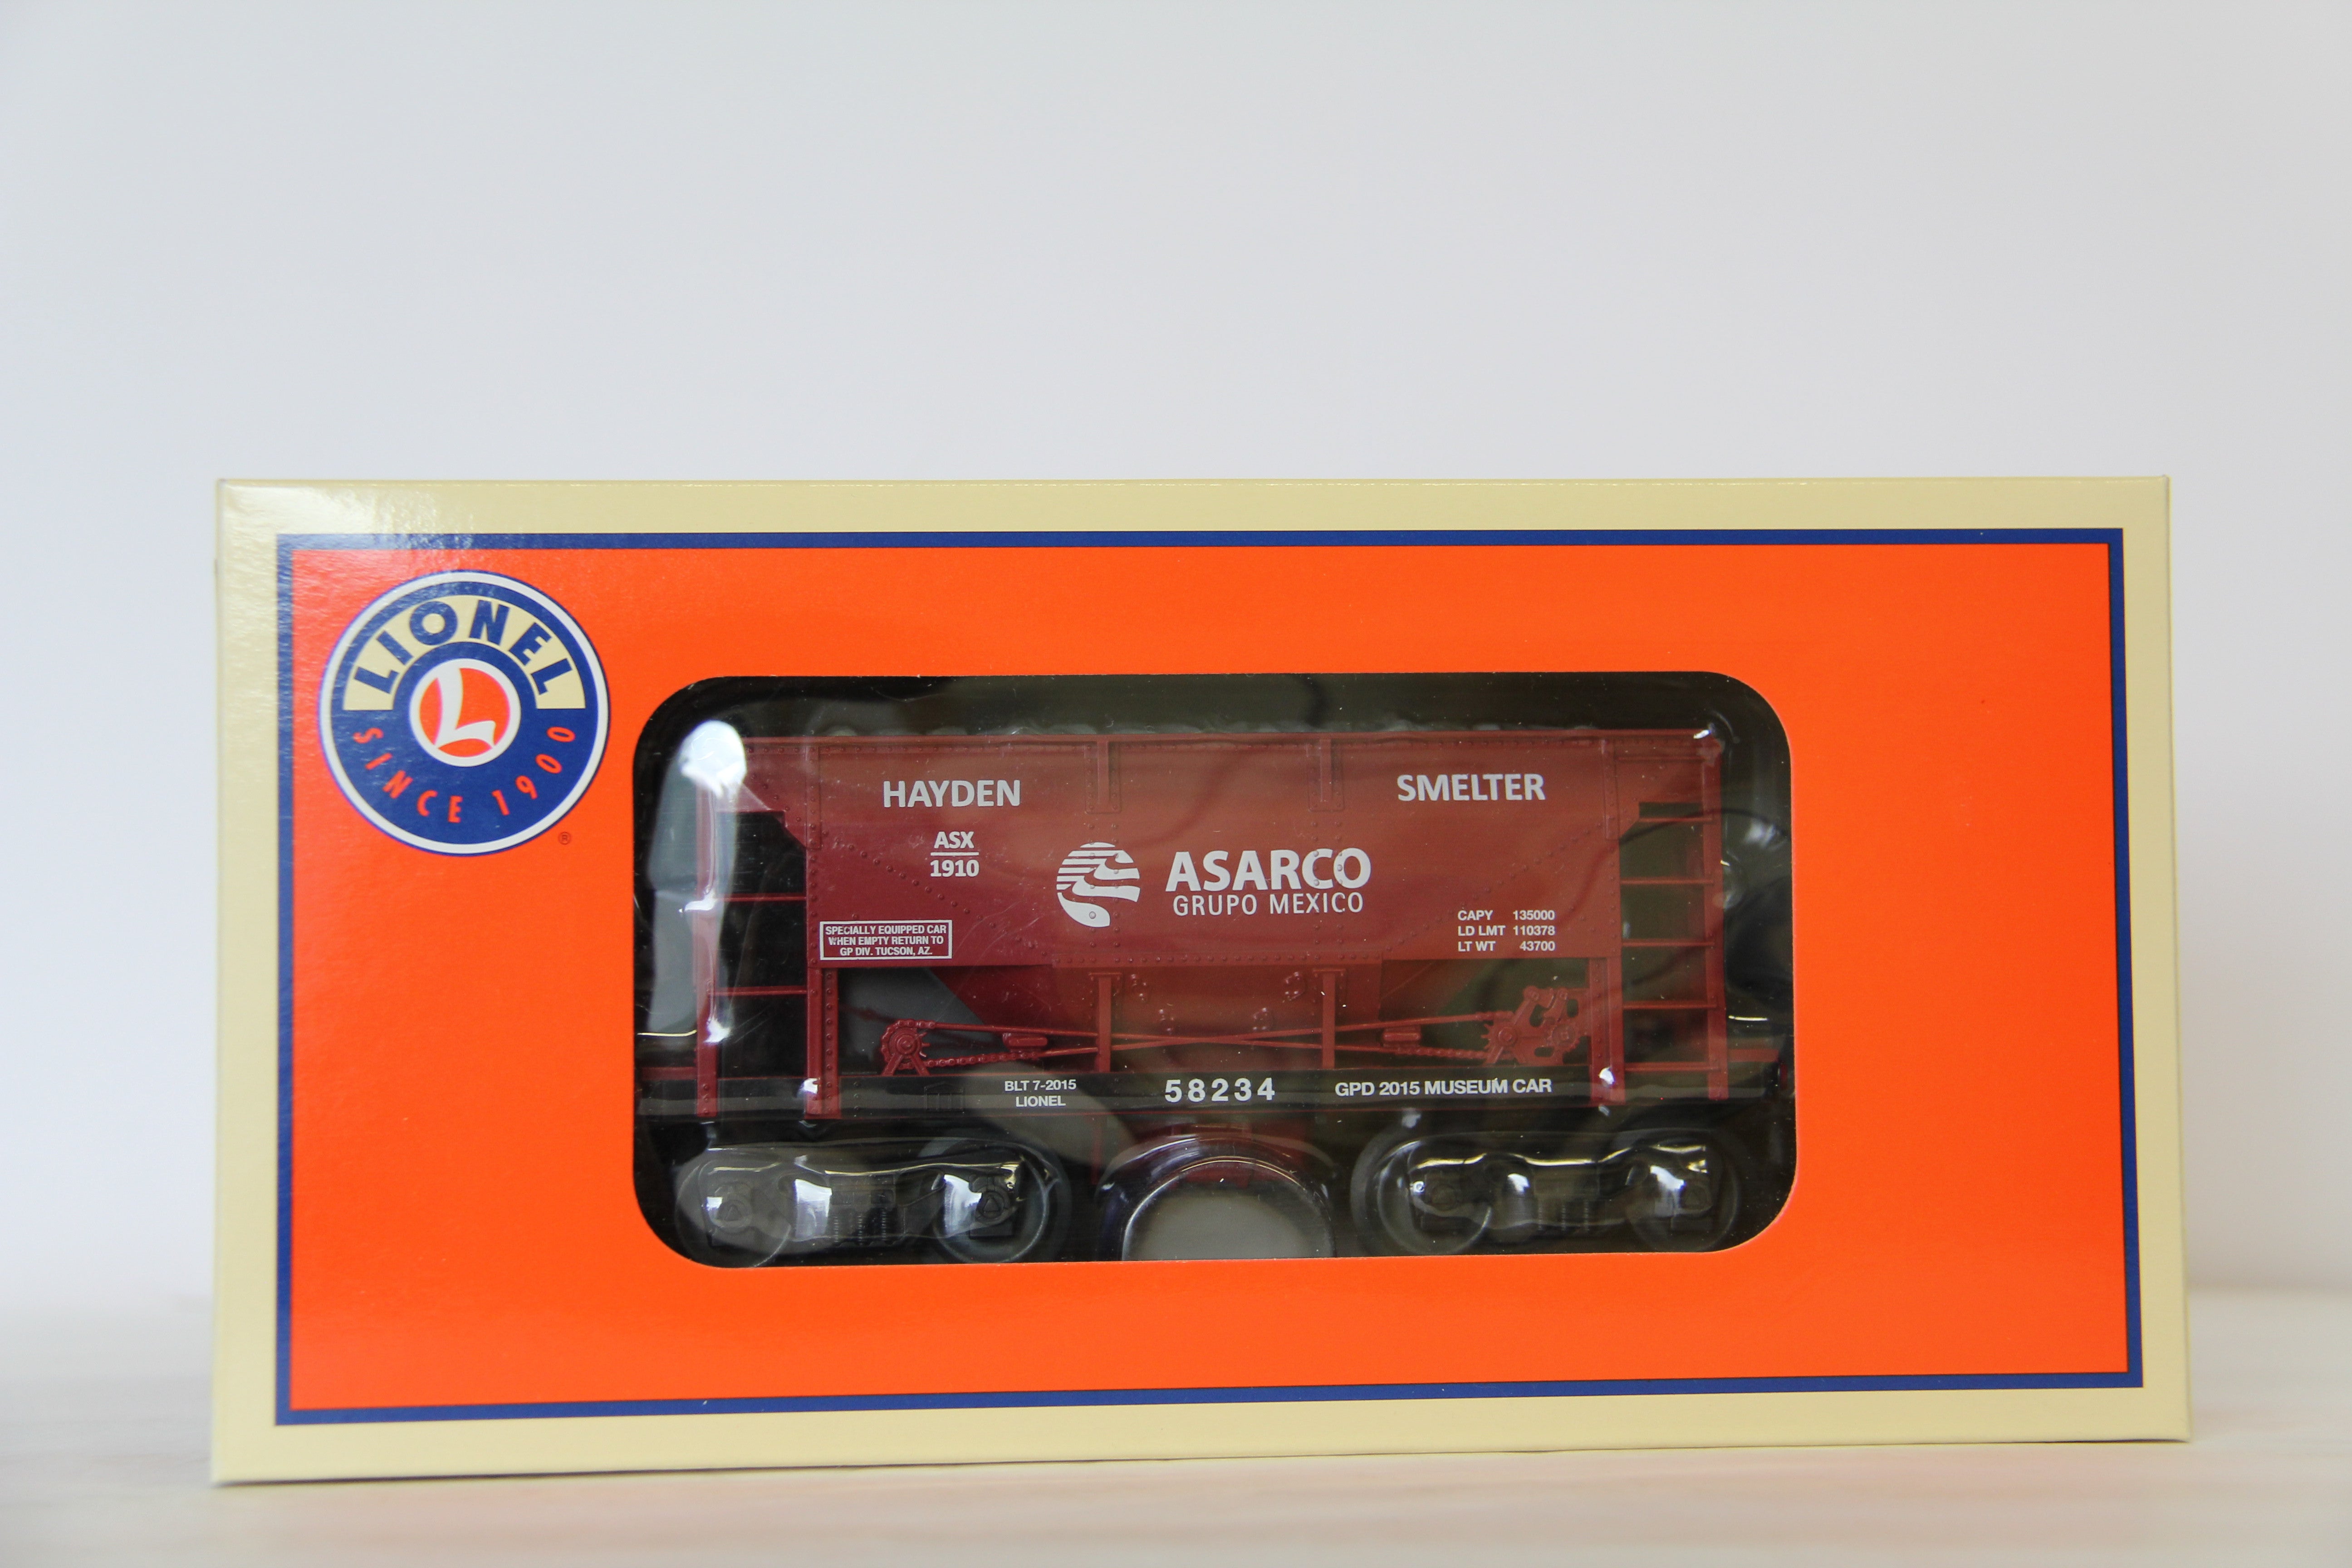 LIONEL
L
SINCE 1900
®
HAYDEN SMELTER
ASX
1910
ASARCO
GRUPO MEXICO
SPECIALLY EQUIPPED CAR
WHEN EMPTY RETURN TO
GP DIV. TUCSON, AZ.
CAPY 135000
LD LMT 110378
LT WT 43700
BLT 7-2015
LIONEL
58234
GPD 2015 MUSEUM CAR